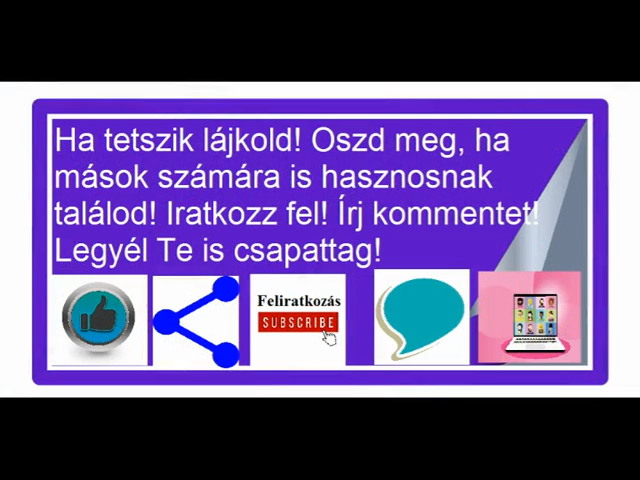 Ha tetszik lájkold! Oszd meg, ha
mások számára is hasznosnak
találod! Iratkozz fel! Írj kommentet!
Legyél Te is csapattag!
Feliratkozás
SUBSCRIBE